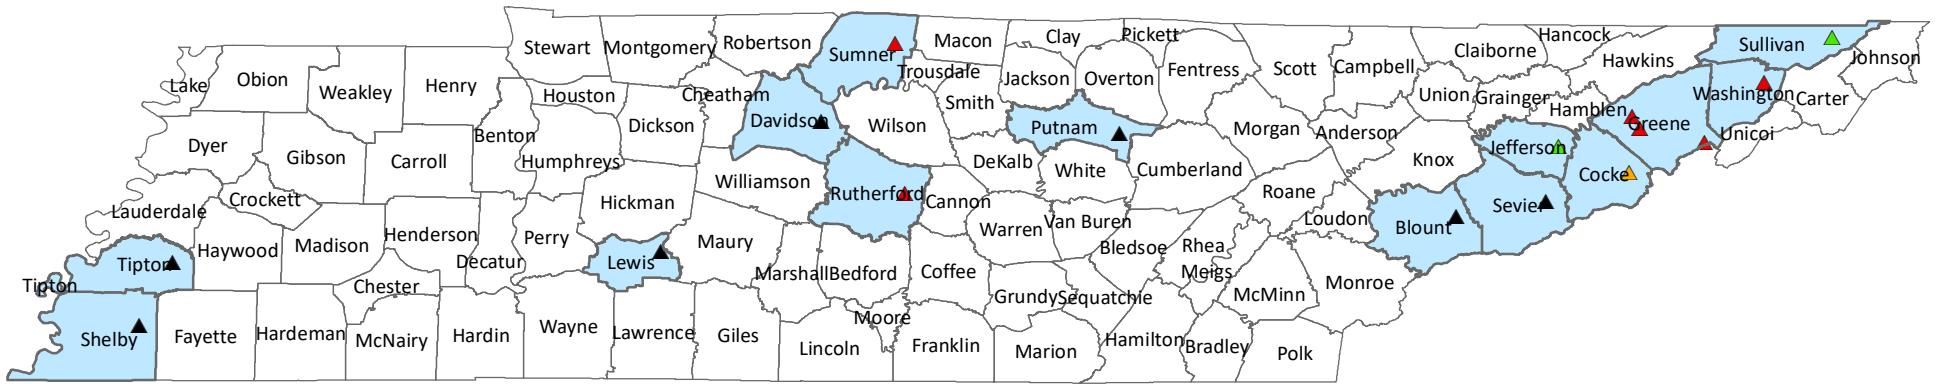 Stewart
Montgomery
Robertson
Sumner
Macon
Clay
Pickett
Hancock
Claiborne
Sullivan
Johnson
Lake
Obion
Weakley
Henry
Houston
Cheatham
Trousdale
Jackson
Overton
Fentress
Scott
Campbell
Hawkins
Union
Grainger
Hamblen
Washington
Carter
Dickson
Davidson
Wilson
Smith
Putnam
Morgan
Anderson
Greene
Unicoi
Dyer
Gibson
Carroll
Benton
Humphreys
DeKalb
White
Cumberland
Knox
Jefferson
Cocke
Williamson
Rutherford
Cannon
Roane
Loudon
Sevier
Blount
Lauderdale
Crockett
Hickman
Haywood
Madison
Henderson
Perry
Maury
Warren
Van Buren
Bledsoe
Rhea
Meigs
Tipton
Tipton
Decatur
Lewis
Marshall
Bedford
Coffee
Grundy
Sequatchie
McMinn
Monroe
Chester
Moore
Shelby
Fayette
Hardeman
McNairy
Hardin
Wayne
Lawrence
Giles
Lincoln
Franklin
Marion
Hamilton
Bradley
Polk